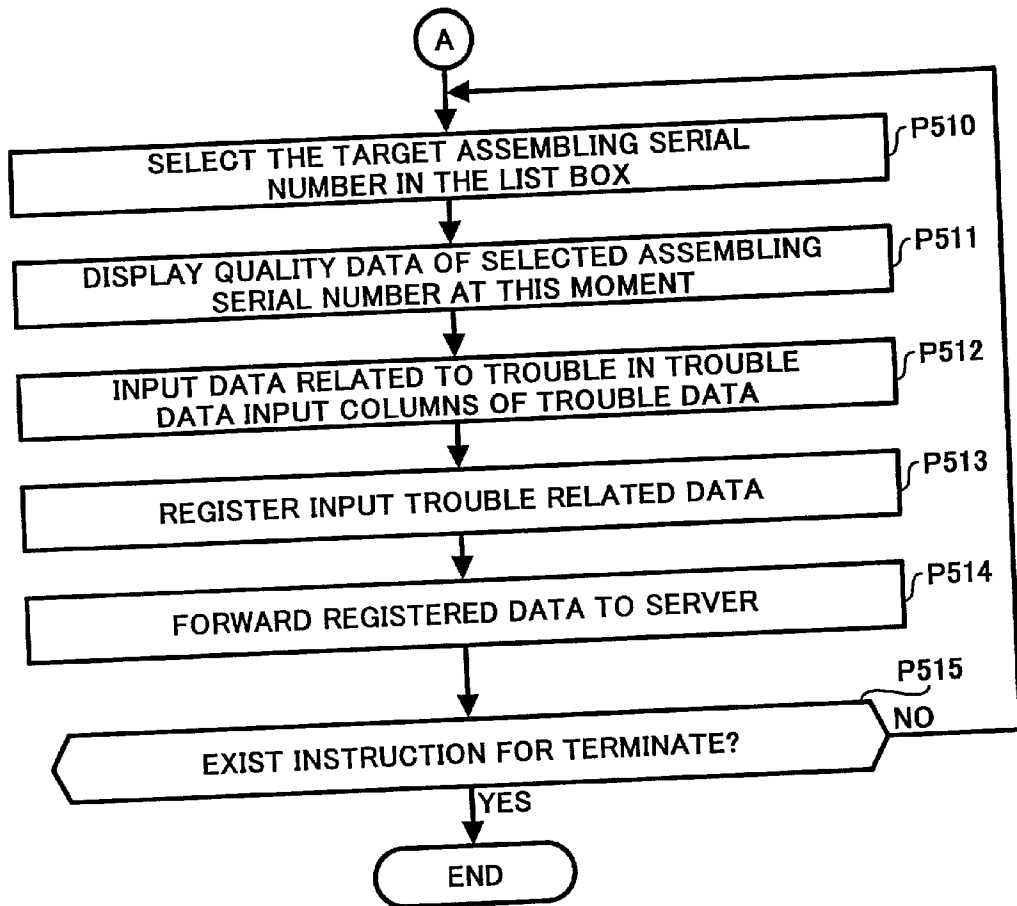 A
P510
SELECT THE TARGET ASSEMBLING SERIAL
NUMBER IN THE LIST BOX
P511
DISPLAY QUALITY DATA OF SELECTED ASSEMBLING
SERIAL NUMBER AT THIS MOMENT
P512
INPUT DATA RELATED TO TROUBLE IN TROUBLE
DATA INPUT COLUMNS OF TROUBLE DATA
P513
REGISTER INPUT TROUBLE RELATED DATA
P514
FORWARD REGISTERED DATA TO SERVER
P515
EXIST INSTRUCTION FOR TERMINATE?
NO
YES
END